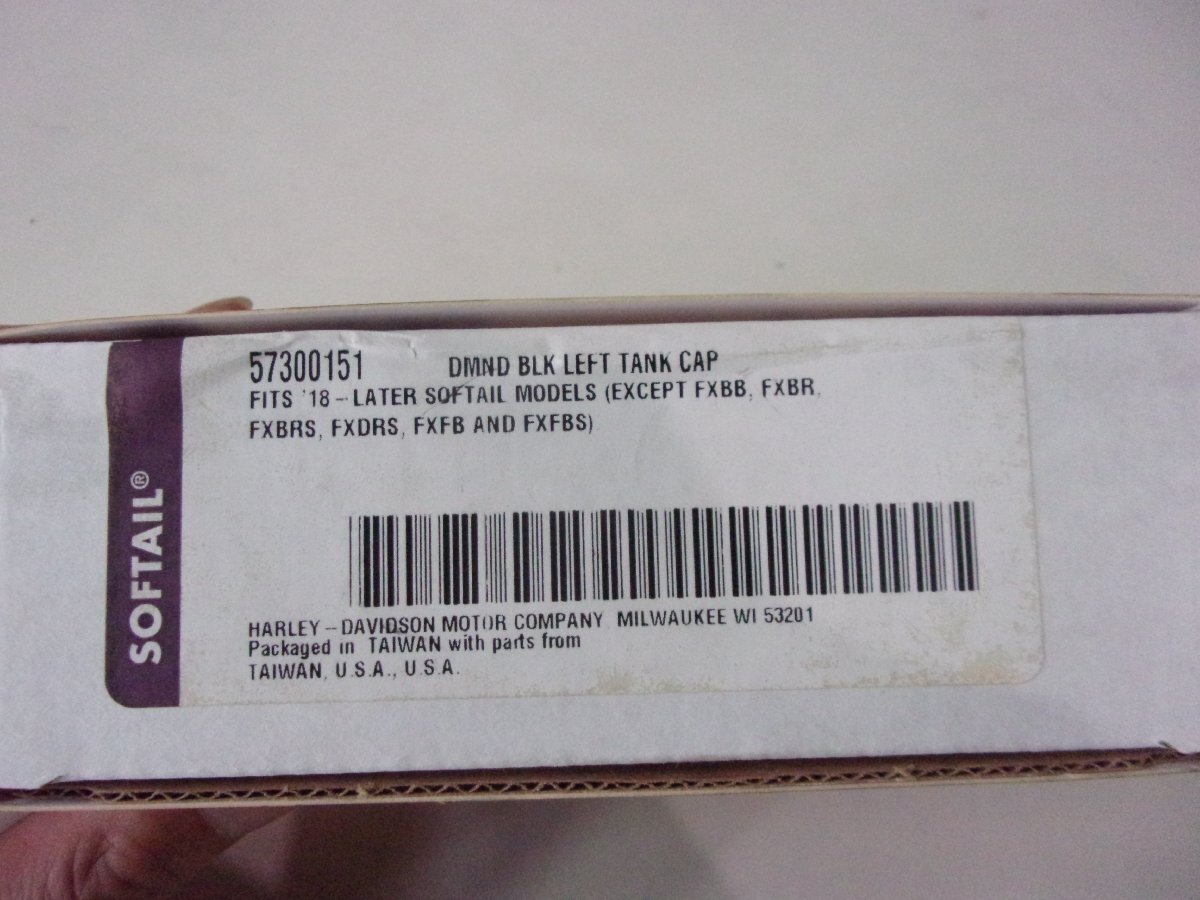 SOFTAIL®
57300151 DMND BLK LEFT TANK CAP
FITS '18-LATER SOFTAIL MODELS (EXCEPT FXBB, FXBR,
FXBRS, FXDRS, FXFB AND FXFBS)
HARLEY-DAVIDSON MOTOR COMPANY MILWAUKEE WI 53201
Packaged in TAIWAN with parts from
TAIWAN, U.S.A., U.S.A.